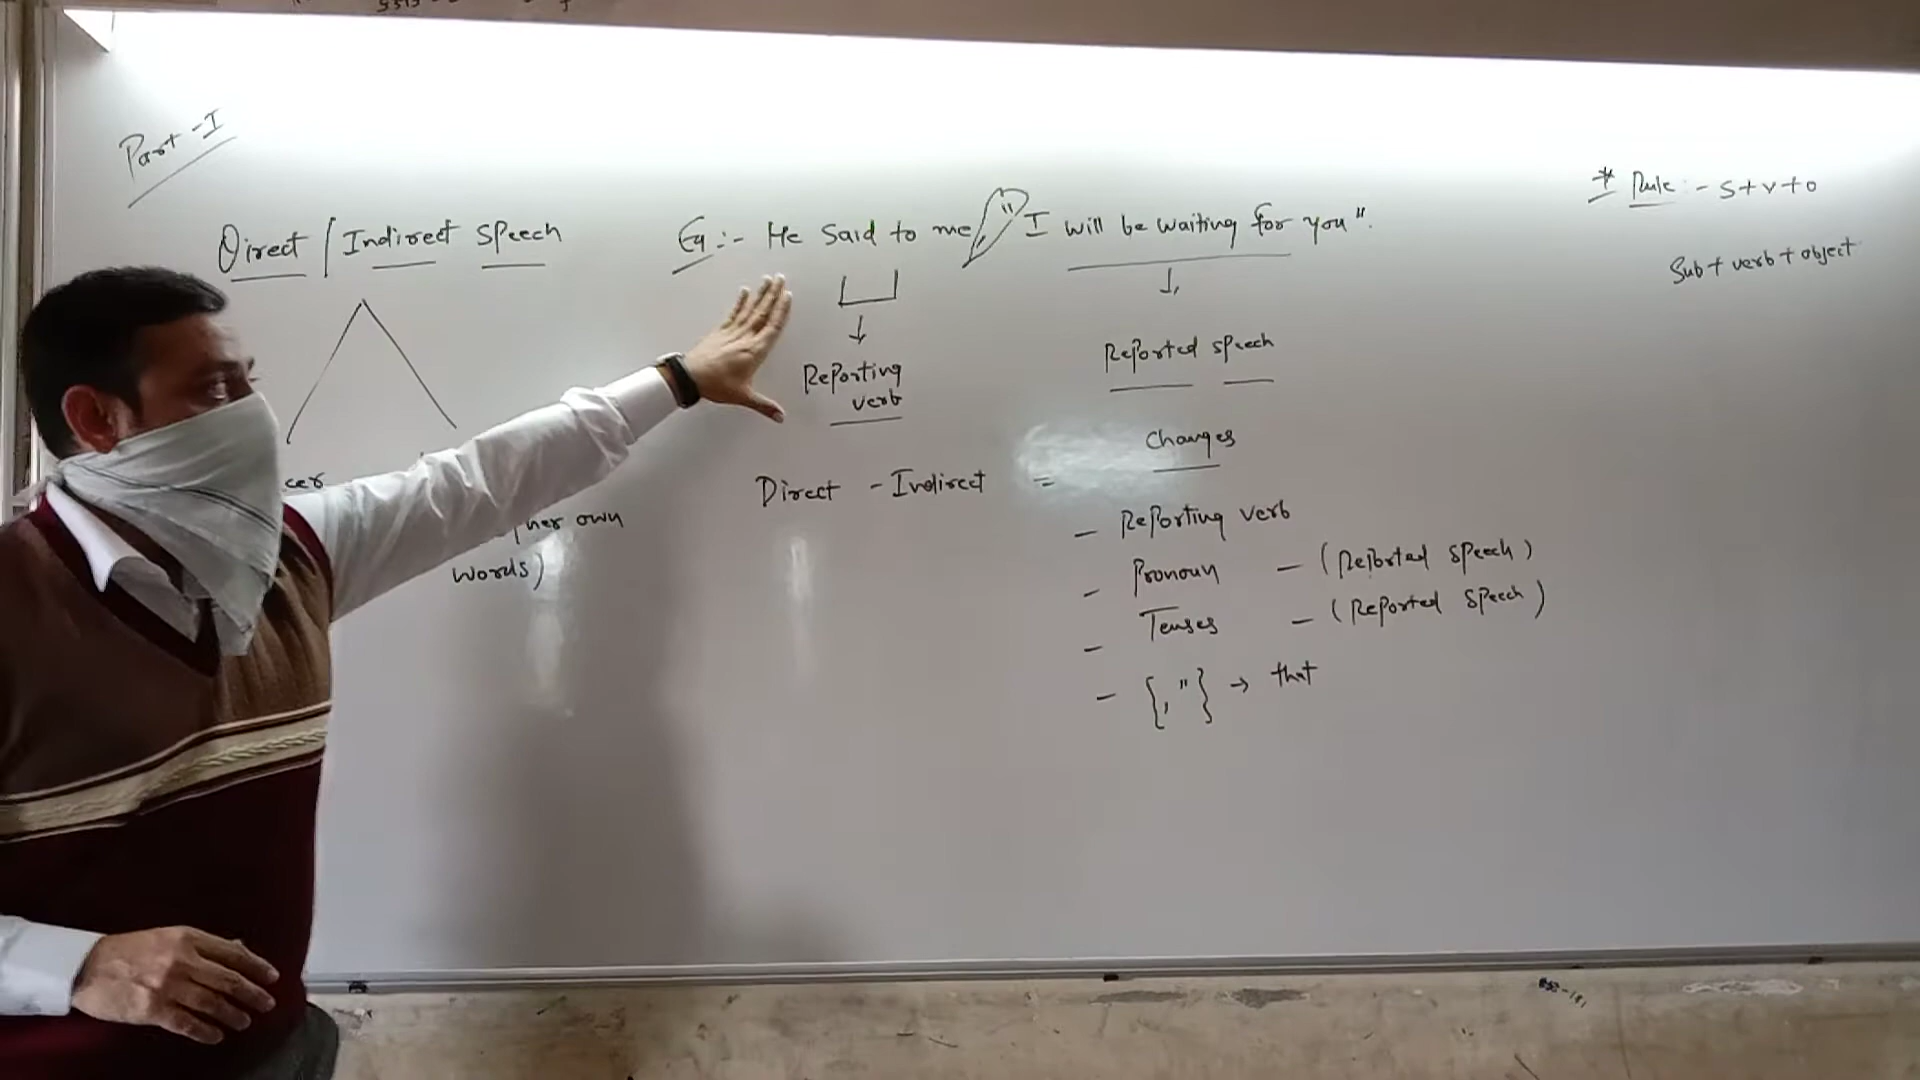 Part-I
Direct / Indirect Speech
Eg :- He said to me, " I will be waiting for you".
* Rule :- S+V+O
Sub + verb + object
Reporting
verb
Reported speech
Changes
Direct - Indirect =
- Reporting verb
- Pronoun - (Reported speech)
- Tenses - (Reported speech)
- { , " } → that
cer
her own
words)